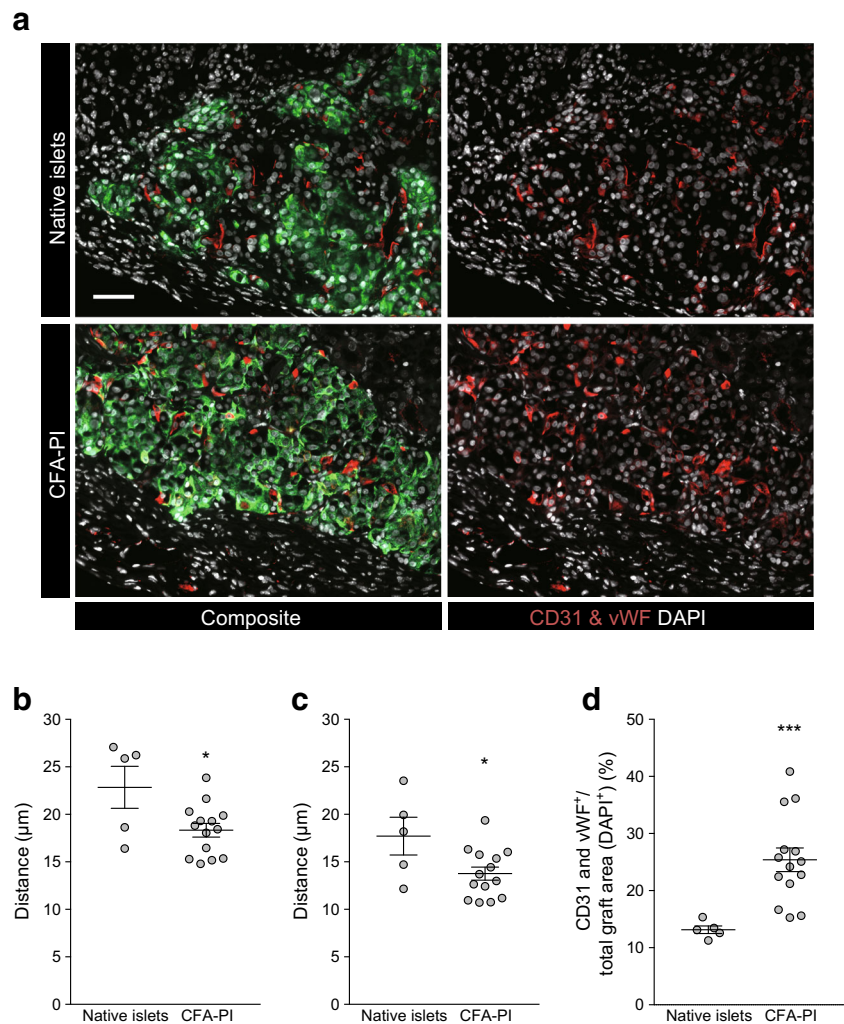 a
Native islets
CFA-PI
Composite
CD31 & vWF DAPI
b
30
25
20
15
10
5
0
Distance (µm)
*
Native islets
CFA-PI
c
30
25
20
15
10
5
0
Distance (µm)
*
Native islets
CFA-PI
d
50
40
30
20
10
0
CD31 and vWF⁺/
total graft area (DAPI⁺) (%)
***
Native islets
CFA-PI